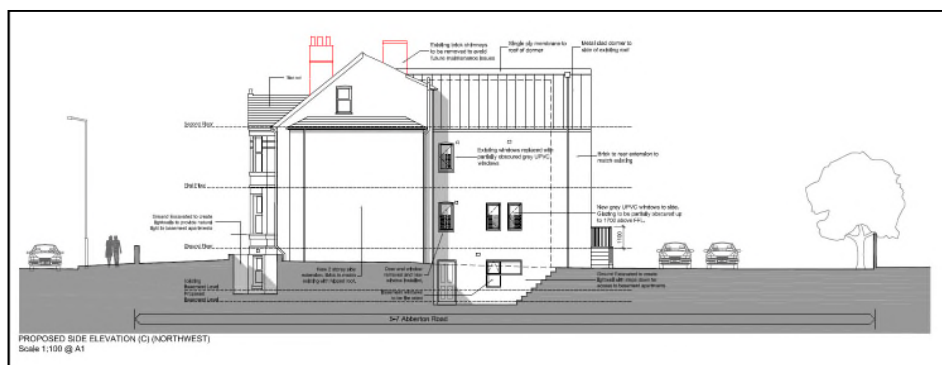 Existing brick chimneys
to be removed to avoid
future maintenance issues
Single ply membrane to
roof of dormer
Metal clad dormer to
side of existing roof
Second Floor
Existing windows replaced with
partially obscured grey UPVC
windows
Brick to rear extension to
match existing
First Floor
Ground Excavated to create
lightwells to provide natural
light to basement apartments
New grey UPVC windows to side.
Glazing to be partially obscured up
to 1700 above FFL.
1100
Ground Floor
New 2 storey side
extension. Brick to match
existing with hipped roof.
Door and window
removed and new
window
Existing
Basement Level
Proposed
Basement Level
Basement windows
to be
Ground Excavated to create
lightwell with
access to basement apartments
5-7 Abberton Road
PROPOSED SIDE ELEVATION (C) (NORTHWEST)
Scale 1:100 @ A1